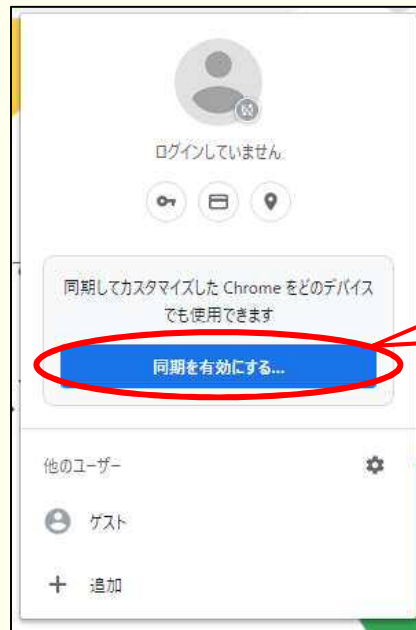 ログインしていません
同期してカスタマイズした Chrome をどのデバイス
でも使用できます
同期を有効にする...
他のユーザー
ゲスト
追加